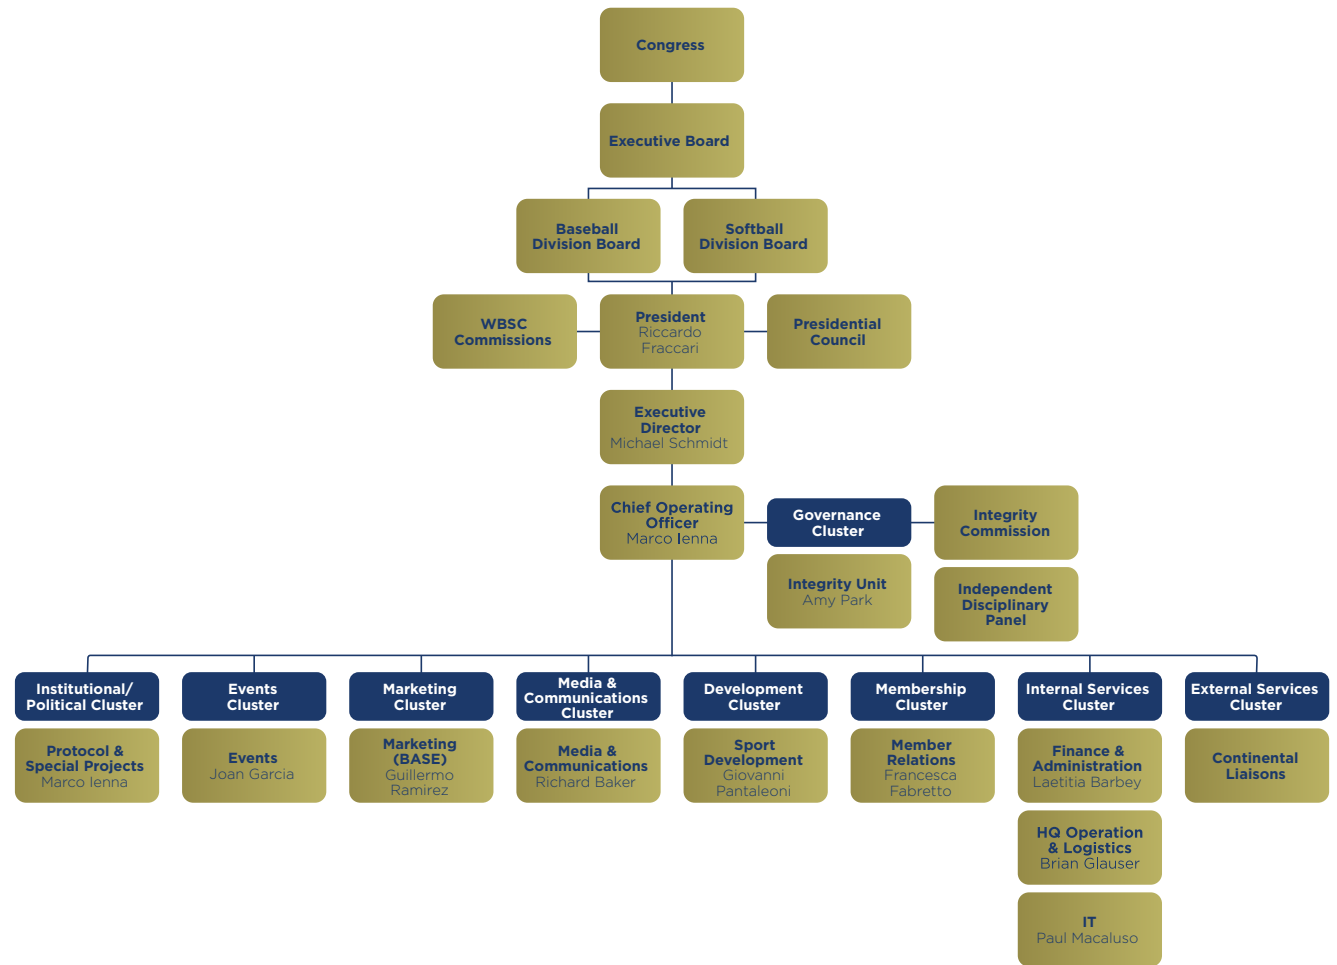 Congress
Executive Board
Baseball
Division Board
Softball
Division Board
WBSC
Commissions
President
Riccardo
Fraccari
Presidential
Council
Executive
Director
Michael Schmidt
Chief Operating
Officer
Marco Ienna
Governance
Cluster
Integrity
Commission
Integrity Unit
Amy Park
Independent
Disciplinary
Panel
Institutional/
Political Cluster
Events
Cluster
Marketing
Cluster
Media &
Communications
Cluster
Development
Cluster
Membership
Cluster
Internal Services
Cluster
External Services
Cluster
Protocol &
Special Projects
Marco Ienna
Events
Joan Garcia
Marketing
(BASE)
Guillermo
Ramirez
Media &
Communications
Richard Baker
Sport
Development
Giovanni
Pantaleoni
Member
Relations
Francesca
Fabretto
Finance &
Administration
Laetitia Barbey
Continental
Liaisons
HQ Operation
& Logistics
Brian Glauser
IT
Paul Macaluso